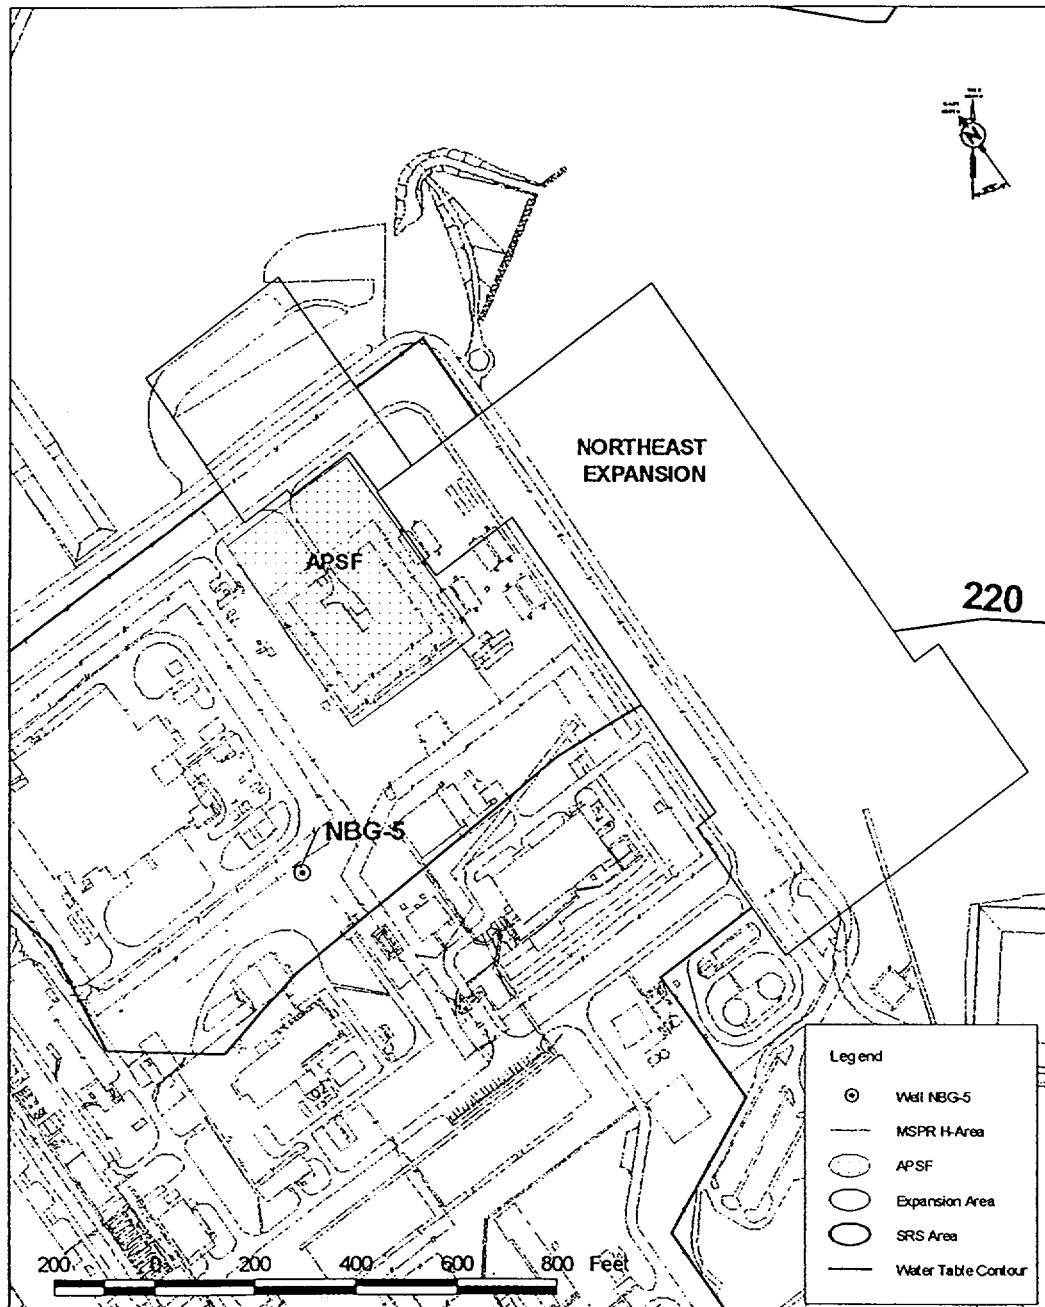 NORTHEAST
EXPANSION
APSF
220
NBG-5
Legend
Well NBG-5
MSPR H-Area
APSF
Expansion Area
SRS Area
Water Table Contour
200 0 200 400 600 800 Feet